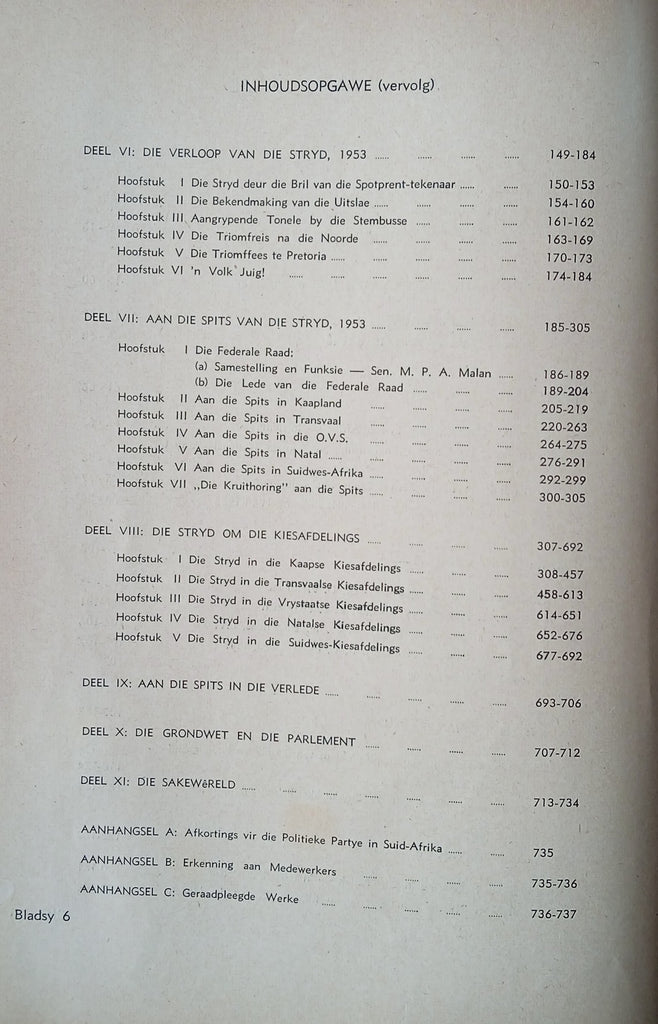 INHOUDSOPGAWE (vervolg)
DEEL VI: DIE VERLOOP VAN DIE STRYD, 1953 ...... ...... ...... ...... 149-184
Hoofstuk I Die Stryd deur die Bril van die Spotprent-tekenaar ...... ...... 150-153
Hoofstuk II Die Bekendmaking van die Uitslae ...... ...... ...... ...... 154-160
Hoofstuk III Aangrypende Tonele by die Stembusse ...... ...... ...... 161-162
Hoofstuk IV Die Triomfreis na die Noorde ...... ...... ...... ...... 163-169
Hoofstuk V Die Triomffees te Pretoria ...... ...... ...... ...... ...... 170-173
Hoofstuk VI 'n Volk Juig! ...... ...... ...... ...... ...... ...... 174-184
DEEL VII: AAN DIE SPITS VAN DIE STRYD, 1953 ...... ...... ...... ...... 185-305
Hoofstuk I Die Federale Raad:
(a) Samestelling en Funksie — Sen. M. P. A. Malan ...... 186-189
(b) Die Lede van die Federale Raad ...... ...... ...... 189-204
Hoofstuk II Aan die Spits in Kaapland ...... ...... ...... ...... 205-219
Hoofstuk III Aan die Spits in Transvaal ...... ...... ...... ...... 220-263
Hoofstuk IV Aan die Spits in die O.V.S. ...... ...... ...... ...... 264-275
Hoofstuk V Aan die Spits in Natal ...... ...... ...... ...... ...... 276-291
Hoofstuk VI Aan die Spits in Suidwes-Afrika ...... ...... ...... ...... 292-299
Hoofstuk VII „Die Kruithoring" aan die Spits ...... ...... ...... ...... 300-305
DEEL VIII: DIE STRYD OM DIE KIESAFDELINGS ...... ...... ...... ...... 307-692
Hoofstuk I Die Stryd in die Kaapse Kiesafdelings ...... ...... ...... 308-457
Hoofstuk II Die Stryd in die Transvaalse Kiesafdelings ...... ...... ...... 458-613
Hoofstuk III Die Stryd in die Vrystaatse Kiesafdelings ...... ...... ...... 614-651
Hoofstuk IV Die Stryd in die Natalse Kiesafdelings ...... ...... ...... 652-676
Hoofstuk V Die Stryd in die Suidwes-Kiesafdelings ...... ...... ...... 677-692
DEEL IX: AAN DIE SPITS IN DIE VERLEDE ...... ...... ...... ...... ...... 693-706
DEEL X: DIE GRONDWET EN DIE PARLEMENT ...... ...... ...... ...... 707-712
DEEL XI: DIE SAKEWêRELD ...... ...... ...... ...... ...... ...... ...... 713-734
AANHANGSEL A: Afkortings vir die Politieke Partye in Suid-Afrika ...... ...... 735
AANHANGSEL B: Erkenning aan Medewerkers ...... ...... ...... ...... 735-736
AANHANGSEL C: Geraadpleegde Werke ...... ...... ...... ...... ...... 736-737
Bladsy 6